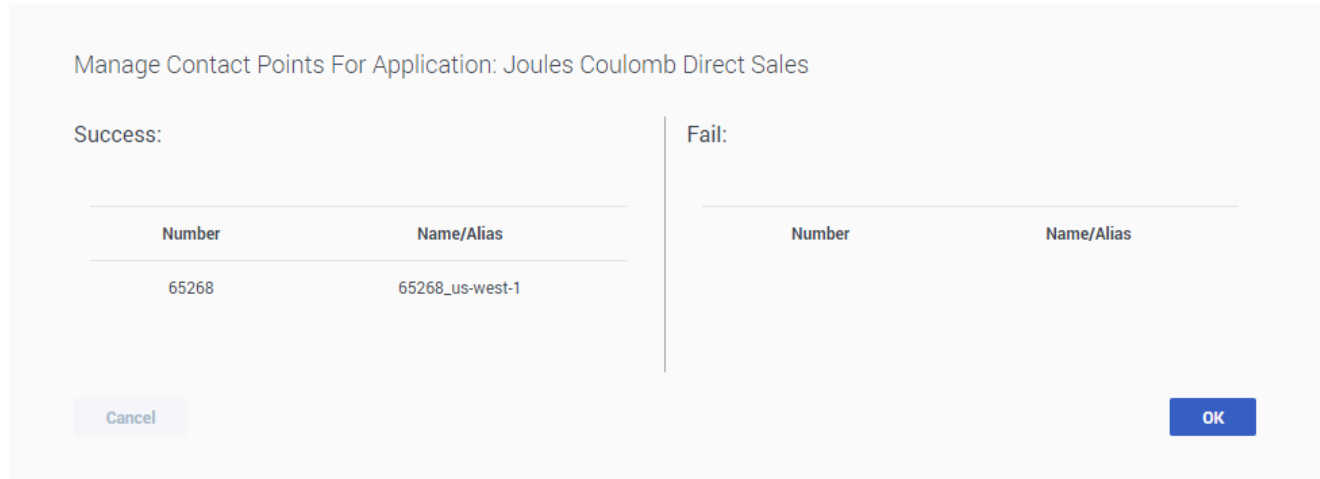 Manage Contact Points For Application: Joules Coulomb Direct Sales
Success:
Number Name/Alias
65268 65268_us-west-1
Fail:
Number Name/Alias
Cancel
OK